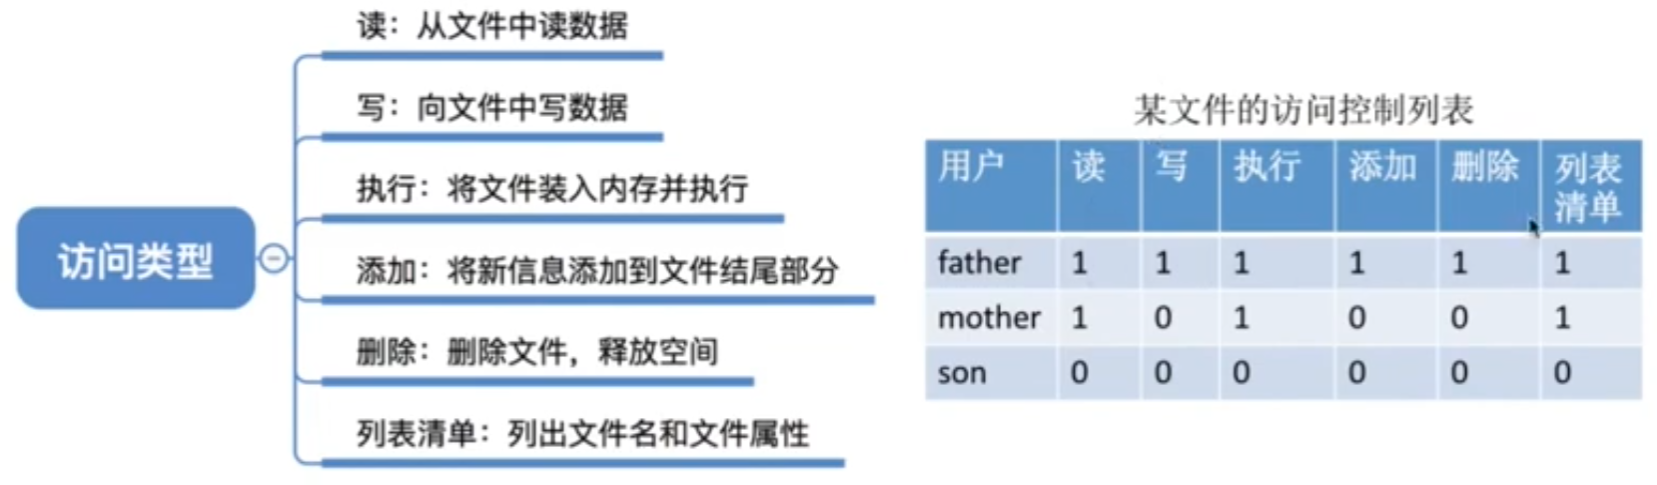 访问类型
读：从文件中读数据
写：向文件中写数据
执行：将文件装入内存并执行
添加：将新信息添加到文件结尾部分
删除：删除文件，释放空间
列表清单：列出文件名和文件属性
某文件的访问控制列表
用户 读 写 执行 添加 删除 列表清单
father 1 1 1 1 1 1
mother 1 0 1 0 0 1
son 0 0 0 0 0 0